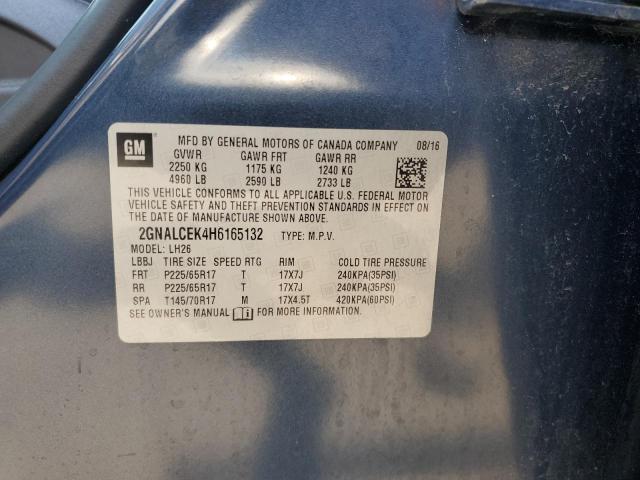 GM
MFD BY GENERAL MOTORS OF CANADA COMPANY 08/16
GVWR GAWR FRT GAWR RR
2250 KG 1175 KG 1240 KG
4960 LB 2590 LB 2733 LB
THIS VEHICLE CONFORMS TO ALL APPLICABLE U.S. FEDERAL MOTOR
VEHICLE SAFETY AND THEFT PREVENTION STANDARDS IN EFFECT ON
THE DATE OF MANUFACTURE SHOWN ABOVE.
2GNALCEK4H6165132 TYPE: M.P.V.
MODEL: LH26
LBBJ TIRE SIZE SPEED RTG RIM COLD TIRE PRESSURE
FRT P225/65R17 T 17X7J 240KPA(35PSI)
RR P225/65R17 T 17X7J 240KPA(35PSI)
SPA T145/70R17 M 17X4.5T 420KPA(60PSI)
SEE OWNER'S MANUAL FOR MORE INFORMATION.